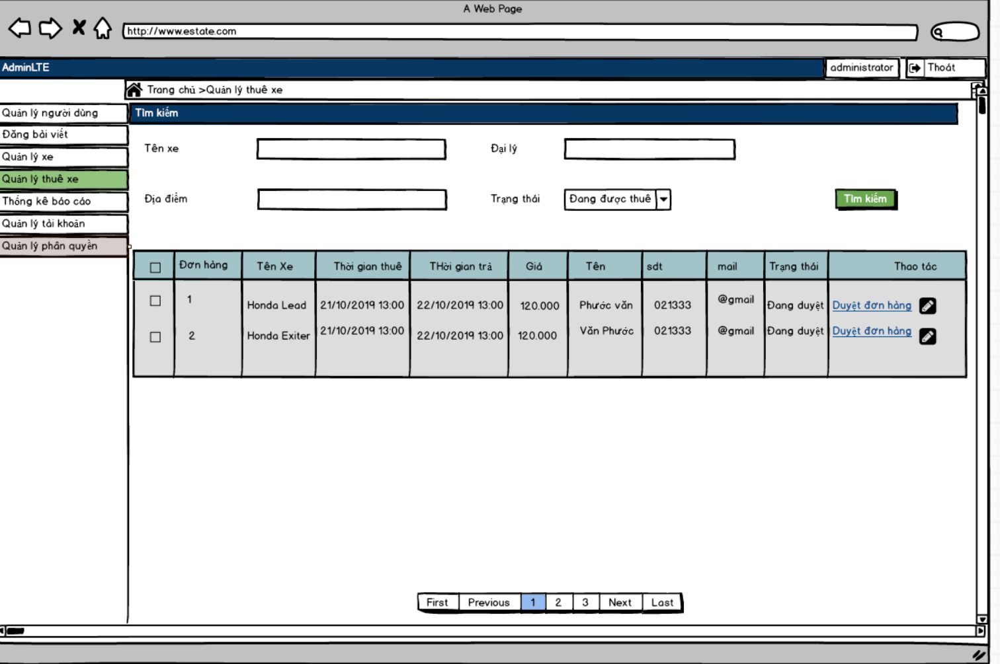 A Web Page
http://www.estate.com
AdminLTE
administrator
Thoát
Trang chủ >Quản lý thuê xe
Quản lý người dùng
Đăng bài viết
Quản lý xe
Quản lý thuê xe
Thống kê báo cáo
Quản lý tài khoản
Quản lý phân quyền
Tìm kiếm
Tên xe
Đại lý
Địa điểm
Trạng thái
Đang được thuê
Tìm kiếm
Đơn hàng Tên Xe Thời gian thuê THời gian trả Giá Tên sdt mail Trạng thái Thao tác
1 Honda Lead 21/10/2019 13:00 22/10/2019 13:00 120.000 Phước văn 021333 @gmail Đang duyệt Duyệt đơn hàng
2 Honda Exiter 21/10/2019 13:00 22/10/2019 13:00 120.000 Văn Phước 021333 @gmail Đang duyệt Duyệt đơn hàng
First Previous 1 2 3 Next Last